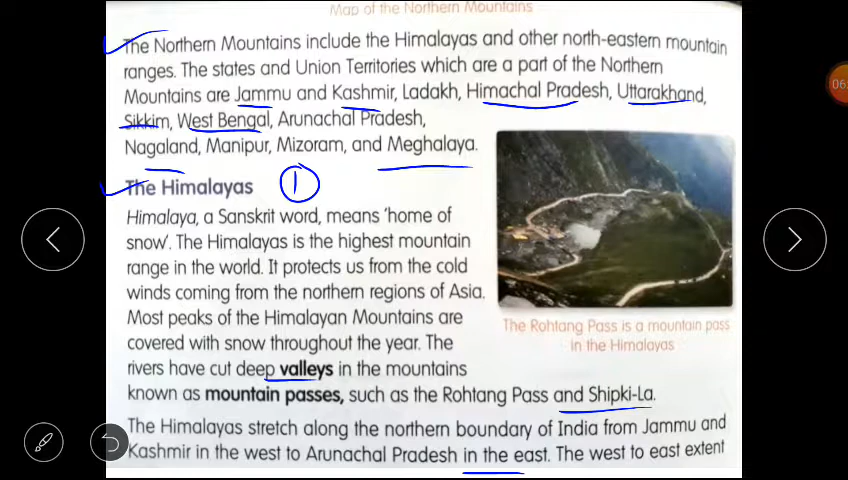 Map of the Northern Mountains
The Northern Mountains include the Himalayas and other north-eastern mountain
ranges. The states and Union Territories which are a part of the Northern
Mountains are Jammu and Kashmir, Ladakh, Himachal Pradesh, Uttarakhand,
Sikkim, West Bengal, Arunachal Pradesh,
Nagaland, Manipur, Mizoram, and Meghalaya.
The Himalayas 1
Himalaya, a Sanskrit word, means 'home of
snow'. The Himalayas is the highest mountain
range in the world. It protects us from the cold
winds coming from the northern regions of Asia.
Most peaks of the Himalayan Mountains are
covered with snow throughout the year. The
rivers have cut deep valleys in the mountains
known as mountain passes, such as the Rohtang Pass and Shipki-La.
The Rohtang Pass is a mountain pass
in the Himalayas
The Himalayas stretch along the northern boundary of India from Jammu and
Kashmir in the west to Arunachal Pradesh in the east. The west to east extent